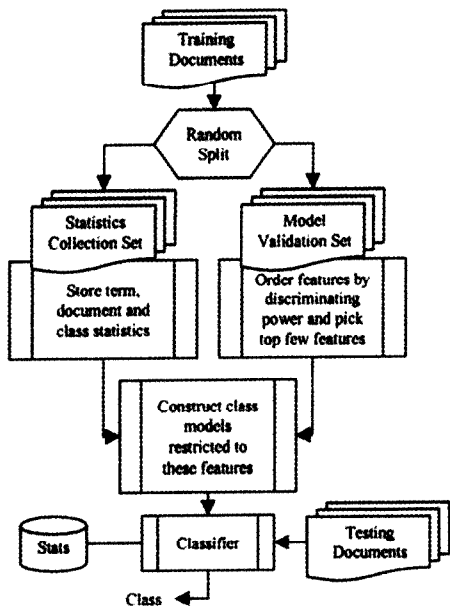 Training
Documents
Random
Split
Statistics
Collection Set
Store term,
document and
class statistics
Model
Validation Set
Order features by
discriminating
power and pick
top few features
Construct class
models
restricted to
these features
Stats
Classifier
Testing
Documents
Class